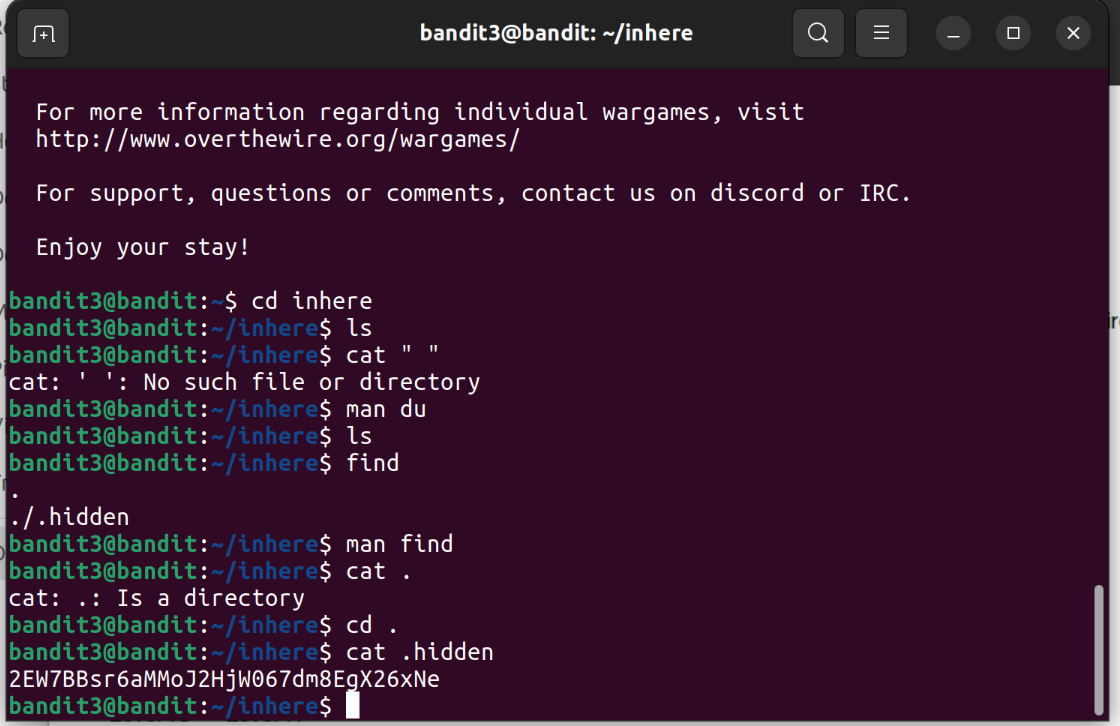 bandit3@bandit: ~/inhere
For more information regarding individual wargames, visit
http://www.overthewire.org/wargames/
For support, questions or comments, contact us on discord or IRC.
Enjoy your stay!
bandit3@bandit:~$ cd inhere
bandit3@bandit:~/inhere$ ls
bandit3@bandit:~/inhere$ cat " "
cat: ' ': No such file or directory
bandit3@bandit:~/inhere$ man du
bandit3@bandit:~/inhere$ ls
bandit3@bandit:~/inhere$ find
.
./.hidden
bandit3@bandit:~/inhere$ man find
bandit3@bandit:~/inhere$ cat .
cat: .: Is a directory
bandit3@bandit:~/inhere$ cd .
bandit3@bandit:~/inhere$ cat .hidden
2EW7BBsr6aMMoJ2HjW067dm8EgX26xNe
bandit3@bandit:~/inhere$